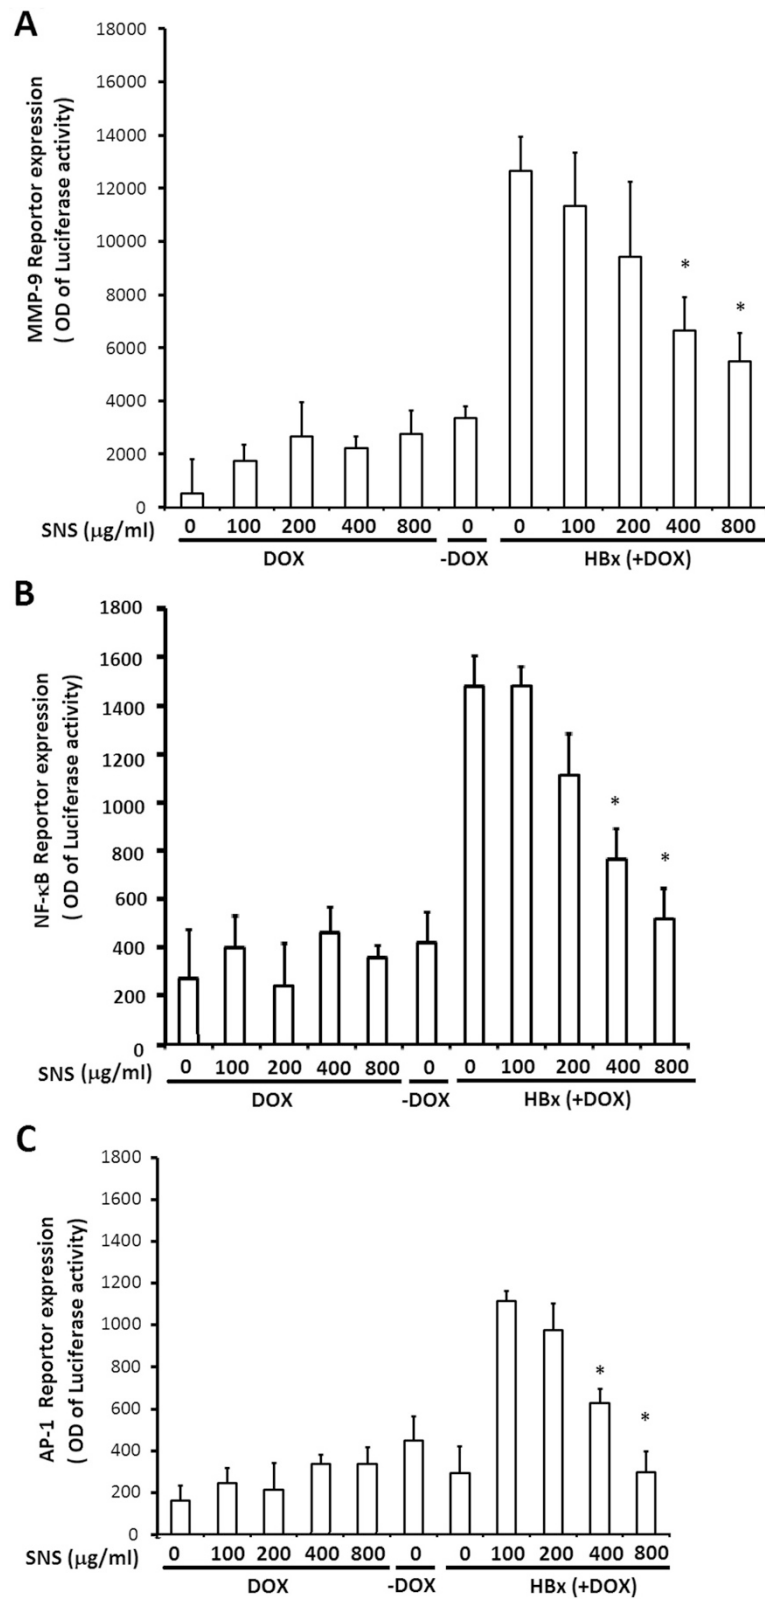 A
MMP-9 Reportor expression
( OD of Luciferase activity)
18000
16000
14000
12000
10000
8000
6000
4000
2000
0
* *
SNS (µg/ml) 0 100 200 400 800 0 0 100 200 400 800
DOX -DOX HBx (+DOX)
B
NF-κB Reportor expression
( OD of Luciferase activity)
1800
1600
1400
1200
1000
800
600
400
200
0
* *
SNS (µg/ml) 0 100 200 400 800 0 0 100 200 400 800
DOX -DOX HBx (+DOX)
C
AP-1 Reportor expression
( OD of Luciferase activity)
1800
1600
1400
1200
1000
800
600
400
200
0
* *
SNS (µg/ml) 0 100 200 400 800 0 0 100 200 400 800
DOX -DOX HBx (+DOX)